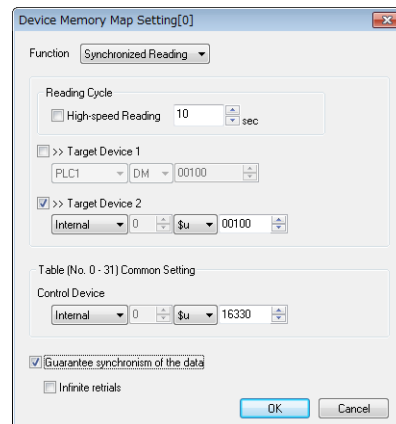 Device Memory Map Setting[0]
Function Synchronized Reading
Reading Cycle
High-speed Reading 10 sec
>> Target Device 1
PLC1 DM 00100
>> Target Device 2
Internal 0 $u 00100
Table (No. 0 - 31) Common Setting
Control Device
Internal 0 $u 16330
Guarantee synchronism of the data
Infinite retrials
OK Cancel